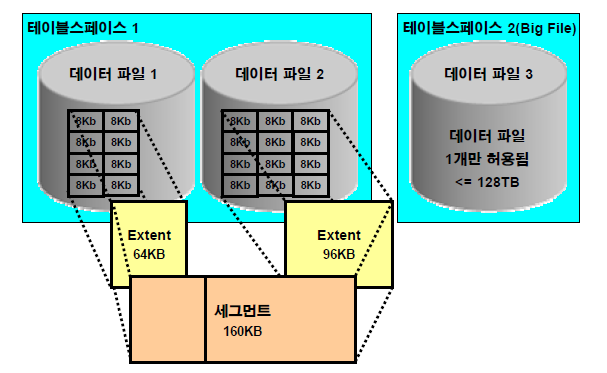 테이블스페이스 1
테이블스페이스 2(Big File)
데이터 파일 1
데이터 파일 2
데이터 파일 3
8Kb 8Kb
8Kb 8Kb
8Kb 8Kb
8Kb 8Kb
8Kb 8Kb 8Kb
8Kb 8Kb 8Kb
8Kb 8Kb 8Kb
8Kb 8Kb 8Kb
데이터 파일
1개만 허용됨
<= 128TB
Extent
64KB
Extent
96KB
세그먼트
160KB